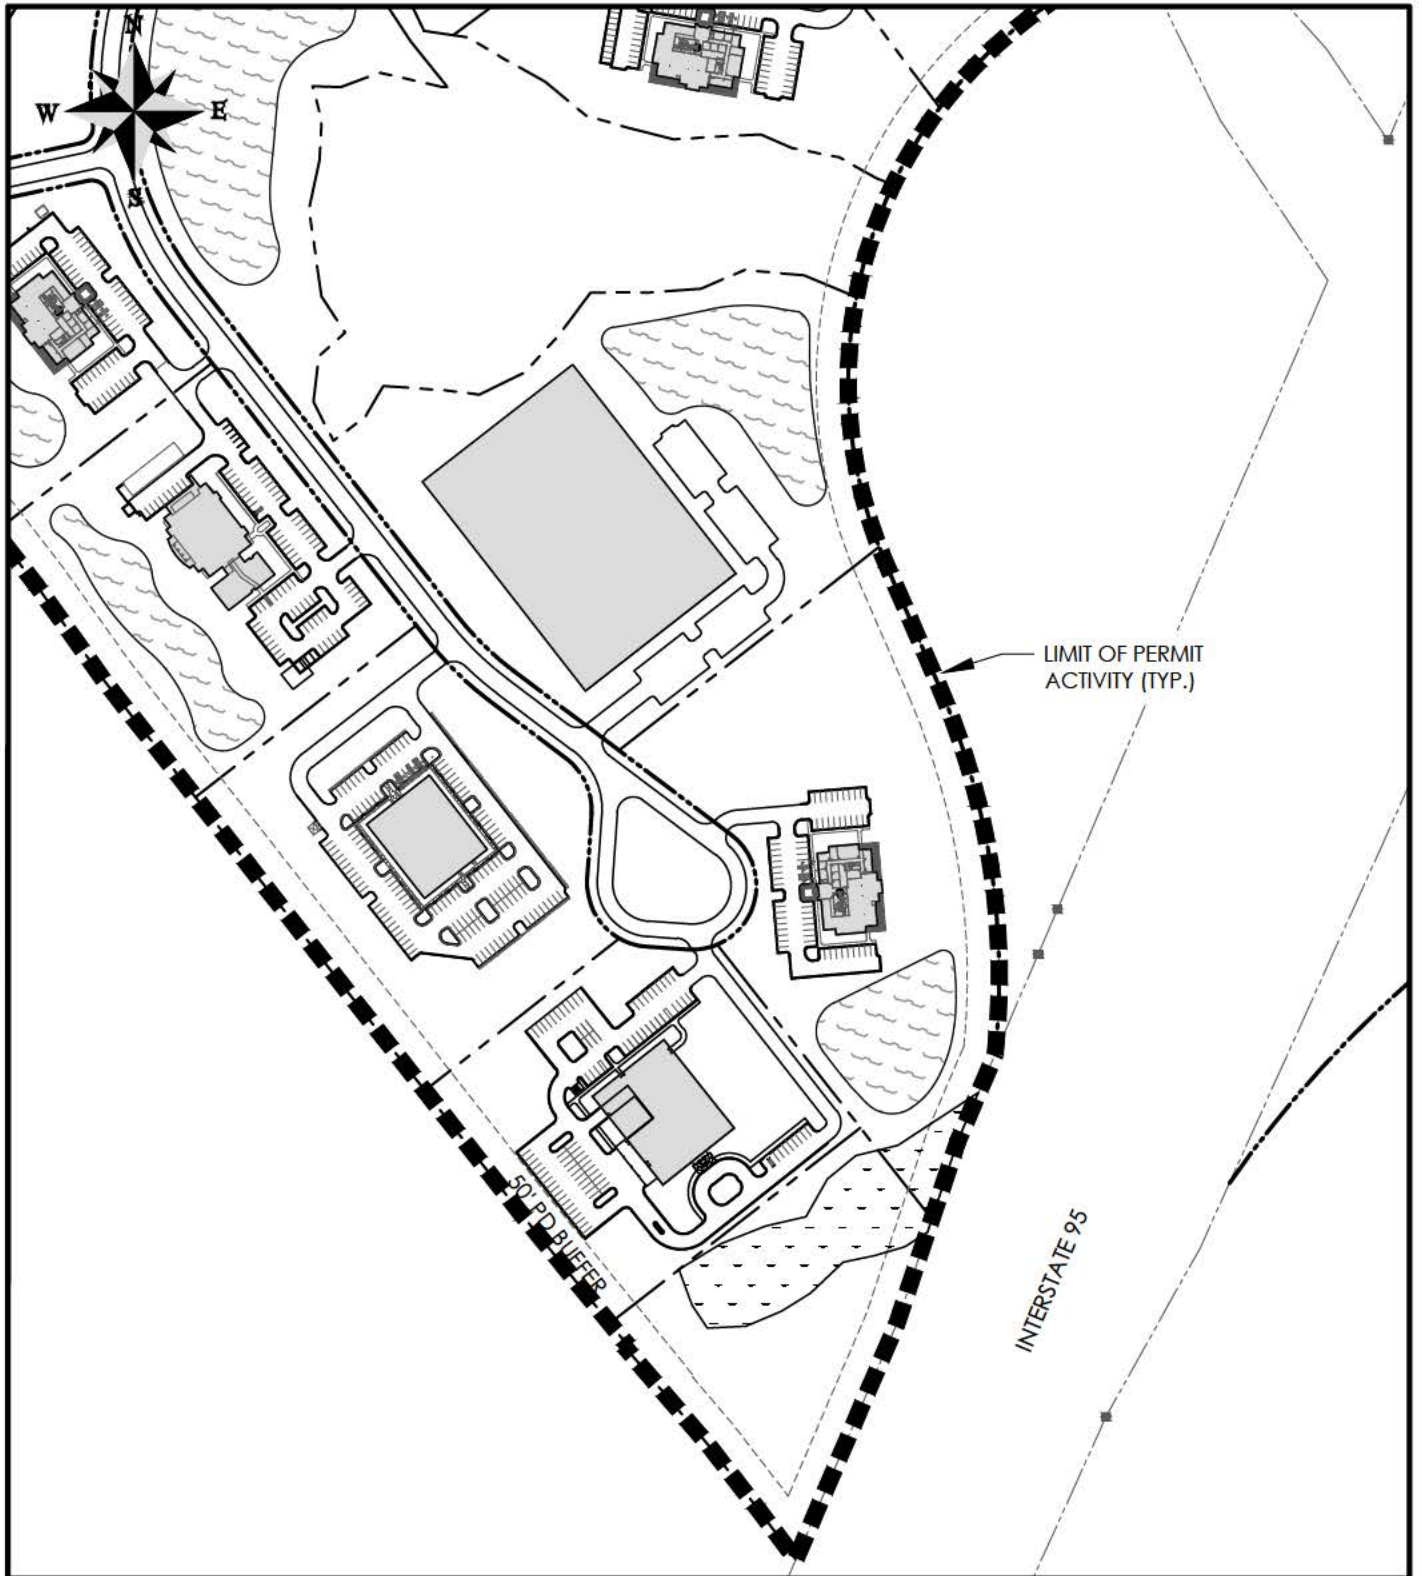 N
W
E
S
LIMIT OF PERMIT
ACTIVITY (TYP.)
50' PD BUFFER
INTERSTATE 95